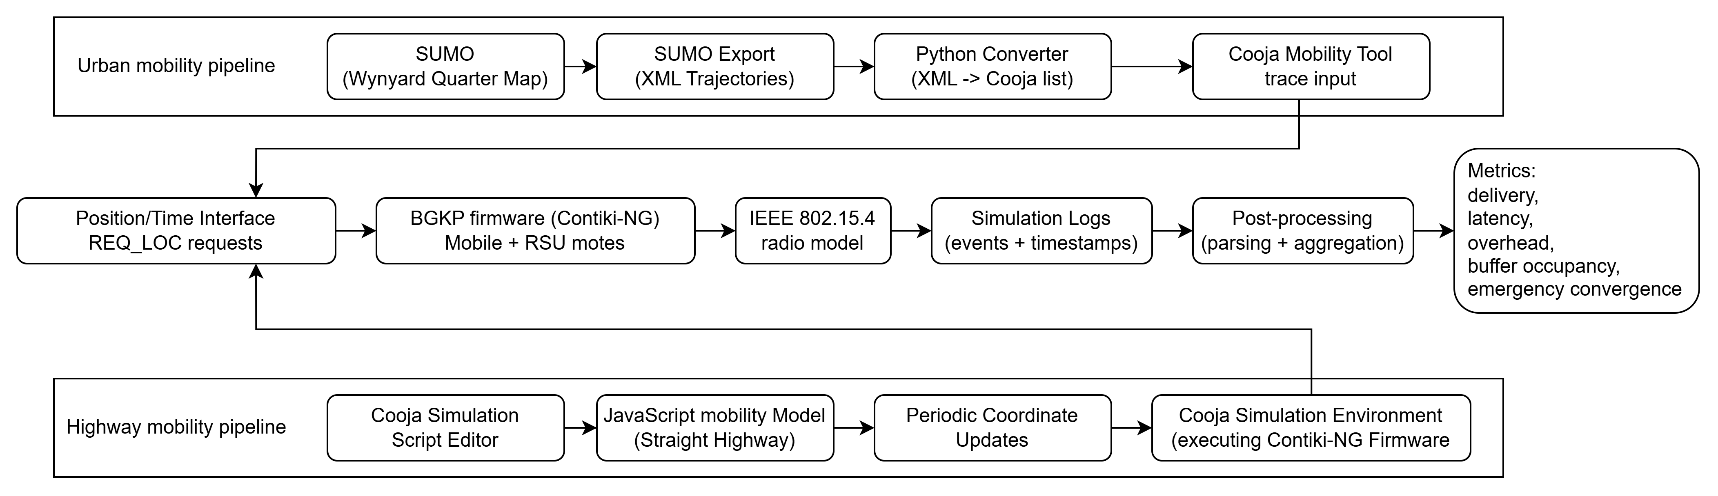 Urban mobility pipeline
SUMO
(Wynyard Quarter Map)
SUMO Export
(XML Trajectories)
Python Converter
(XML -> Cooja list)
Cooja Mobility Tool
trace input
Position/Time Interface
REQ_LOC requests
BGKP firmware (Contiki-NG)
Mobile + RSU motes
IEEE 802.15.4
radio model
Simulation Logs
(events + timestamps)
Post-processing
(parsing + aggregation)
Metrics:
delivery,
latency,
overhead,
buffer occupancy,
emergency convergence
Highway mobility pipeline
Cooja Simulation
Script Editor
JavaScript mobility Model
(Straight Highway)
Periodic Coordinate
Updates
Cooja Simulation Environment
(executing Contiki-NG Firmware